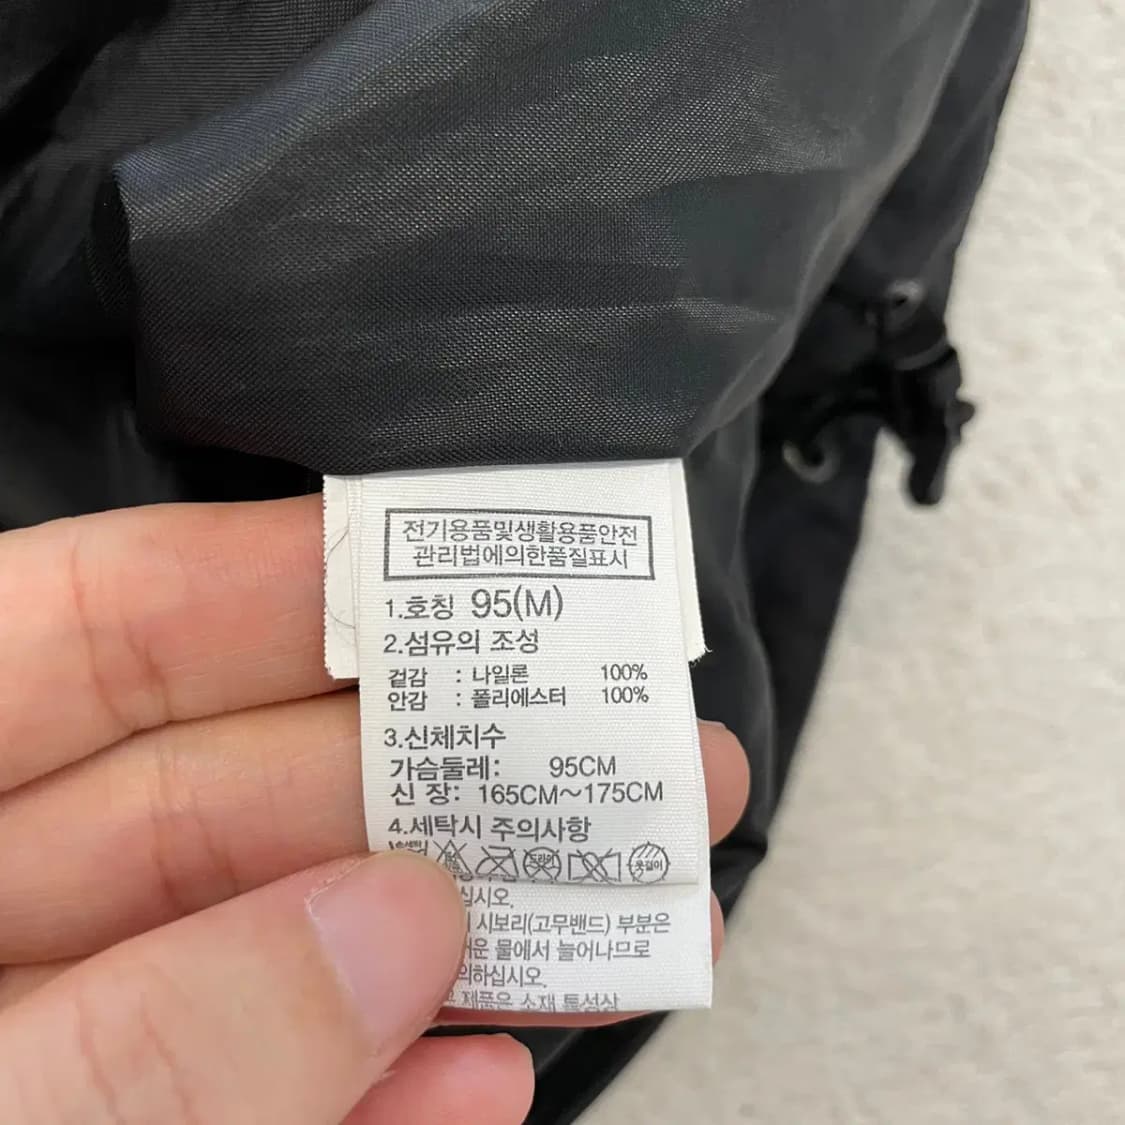 전기용품및생활용품안전
관리법에의한품질표시
1.호칭 95(M)
2.섬유의 조성
겉감 : 나일론 100%
안감 : 폴리에스터 100%
3.신체치수
가슴둘레: 95CM
신 장: 165CM~175CM
4.세탁시 주의사항
드라이 옷걸이
십시오.
시보리(고무밴드) 부분은
운 물에서 늘어나므로
의하십시오.
제품은 소재 특성상